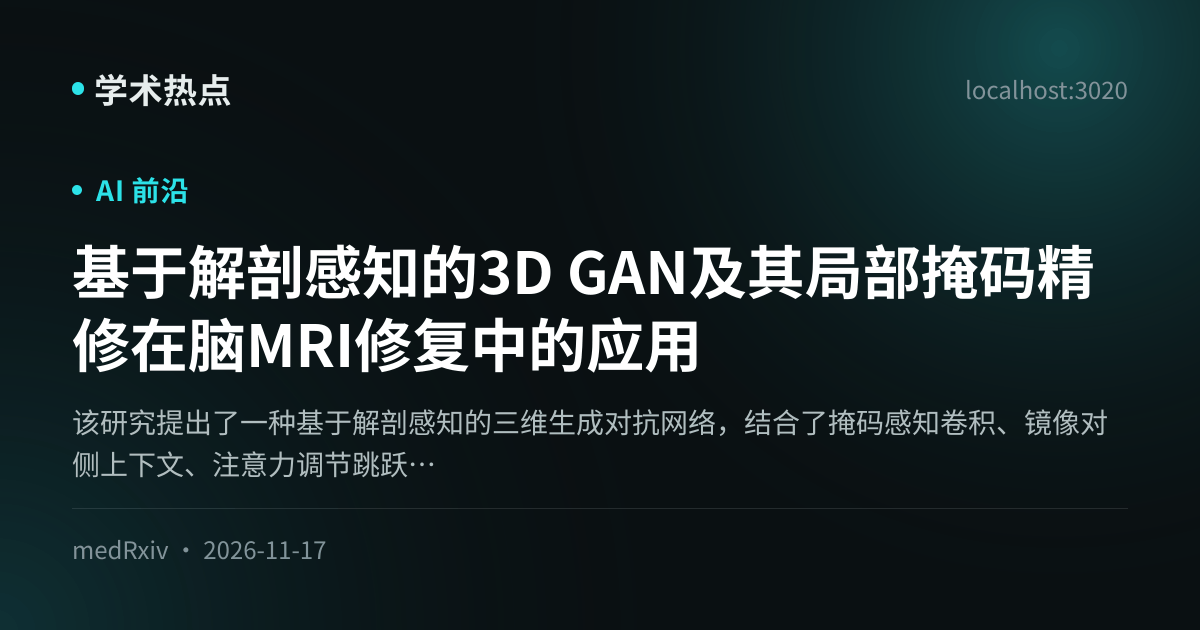 学术热点
localhost:3020
AI 前沿
基于解剖感知的3D GAN及其局部掩码精
修在脑MRI修复中的应用
该研究提出了一种基于解剖感知的三维生成对抗网络，结合了掩码感知卷积、镜像对
侧上下文、注意力调节跳跃…
medRxiv · 2026-11-17